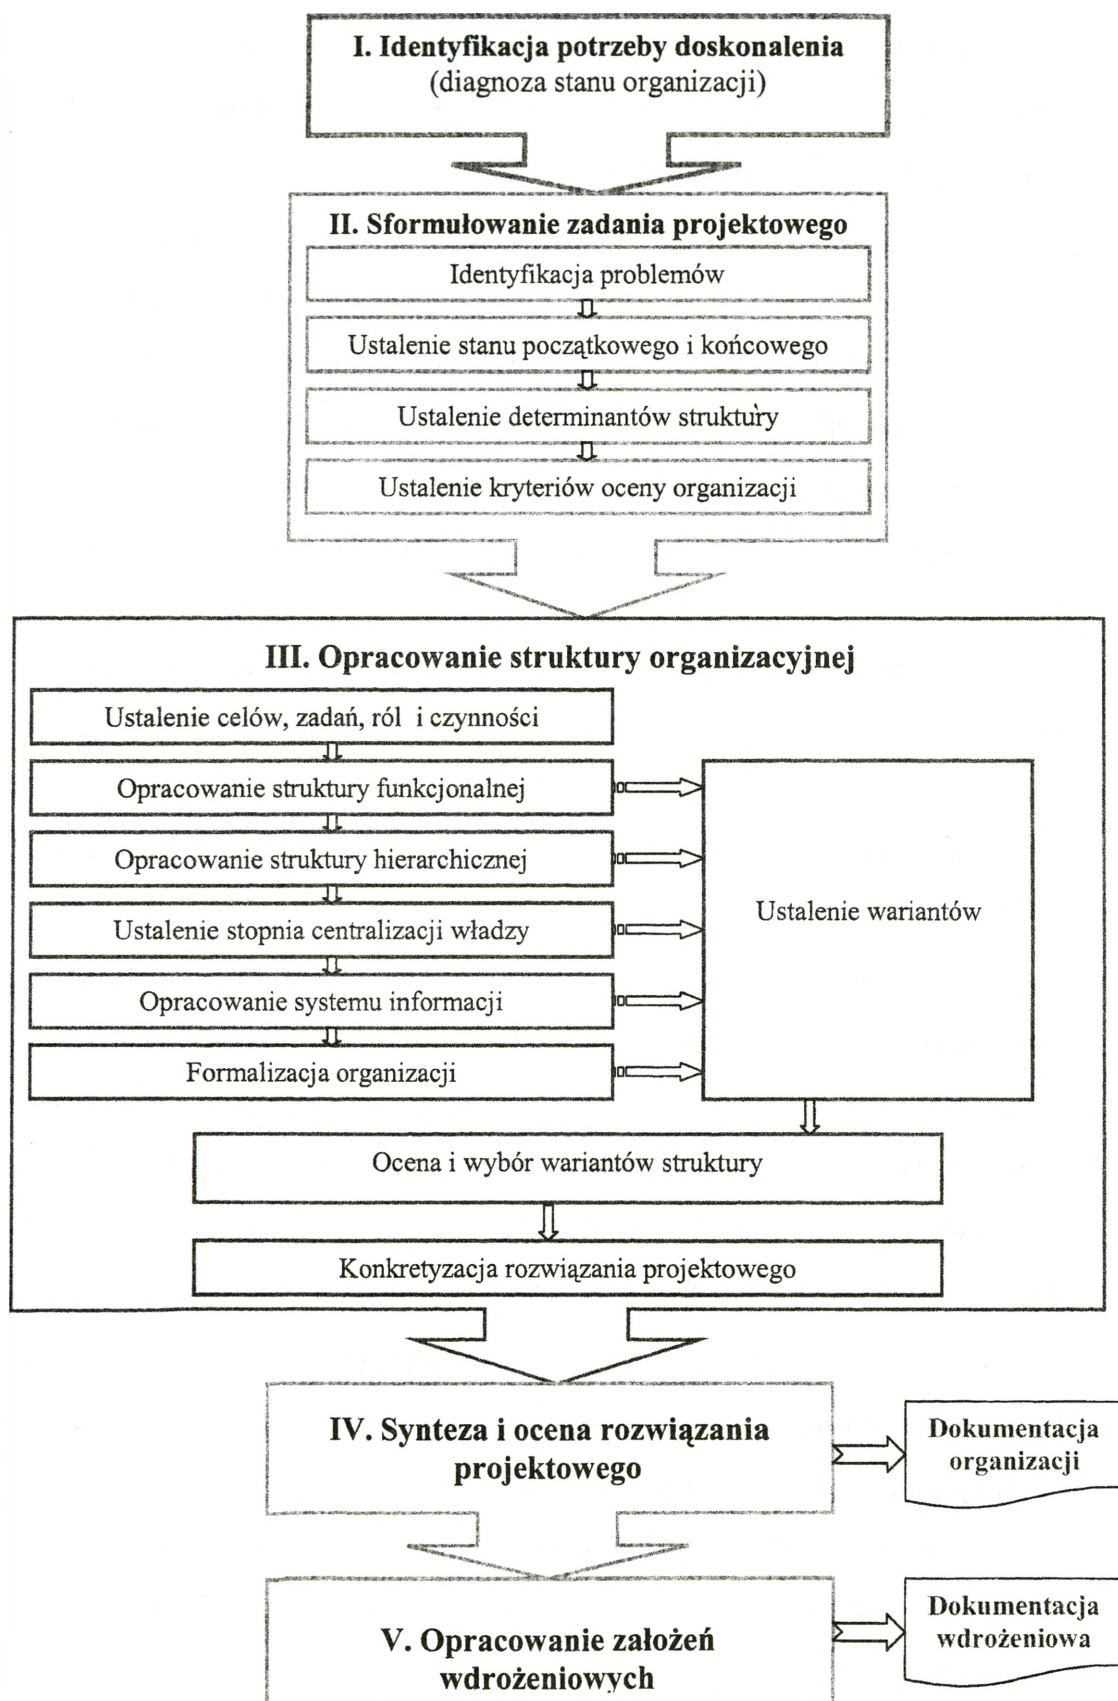 I. Identyfikacja potrzeby doskonalenia
(diagnoza stanu organizacji)
II. Sformułowanie zadania projektowego
Identyfikacja problemów
Ustalenie stanu początkowego i końcowego
Ustalenie determinantów struktury
Ustalenie kryteriów oceny organizacji
III. Opracowanie struktury organizacyjnej
Ustalenie celów, zadań, ról i czynności
Opracowanie struktury funkcjonalnej
Opracowanie struktury hierarchicznej
Ustalenie stopnia centralizacji władzy
Opracowanie systemu informacji
Formalizacja organizacji
Ustalenie wariantów
Ocena i wybór wariantów struktury
Konkretyzacja rozwiązania projektowego
IV. Synteza i ocena rozwiązania
projektowego
Dokumentacja
organizacji
V. Opracowanie założeń
wdrożeniowych
Dokumentacja
wdrożeniowa